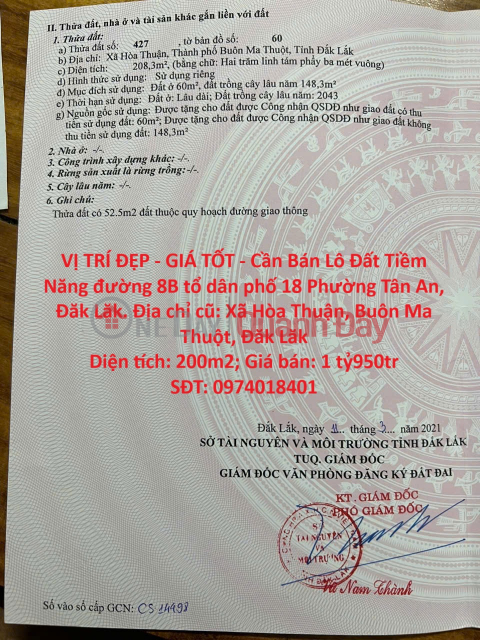 II. Thửa đất, nhà ở và tài sản khác gắn liền với đất
1. Thửa đất:
a) Thửa đất số: 427 , tờ bản đồ số: 60
b) Địa chỉ: Xã Hòa Thuận, Thành phố Buôn Ma Thuột, Tỉnh Đắk Lắk
c) Diện tích: 208,3m², (bằng chữ: Hai trăm linh tám phẩy ba mét vuông)
d) Hình thức sử dụng: Sử dụng riêng
đ) Mục đích sử dụng: Đất ở 60m², đất trồng cây lâu năm 148,3m²
e) Thời hạn sử dụng: Đất ở: Lâu dài; Đất trồng cây lâu năm: 2043
g) Nguồn gốc sử dụng: Được tặng cho đất được Công nhận QSDĐ như giao đất có thu
tiền sử dụng đất: 60m²; Được tặng cho đất được Công nhận QSDĐ như giao đất không
thu tiền sử dụng đất: 148,3m²
2. Nhà ở: -/-.
3. Công trình xây dựng khác: -/-.
4. Rừng sản xuất là rừng trồng:-/-.
5. Cây lâu năm: -/-.
6. Ghi chú:
Thửa đất có 52.5m2 đất thuộc quy hoạch đường giao thông
VỊ TRÍ ĐẸP - GIÁ TỐT - Cần Bán Lô Đất Tiềm
Năng đường 8B tổ dân phố 18 Phường Tân An,
Đăk Lăk. Địa chỉ cũ: Xã Hòa Thuận, Buôn Ma
Thuột, Đăk Lăk
Diện tích: 200m2; Giá bán: 1 tỷ950tr
SĐT: 0974018401
Đắk Lắk, ngày 11 tháng 3 năm 2021
SỞ TÀI NGUYÊN VÀ MÔI TRƯỜNG TỈNH ĐẮK LẮK
TUQ. GIÁM ĐỐC
GIÁM ĐỐC VĂN PHÒNG ĐĂNG KÝ ĐẤT ĐAI
KT. GIÁM ĐỐC
PHÓ GIÁM ĐỐC
SỞ
TÀI NGUYÊN
VÀ
MÔI TRƯỜNG
Vũ Nam Thành
Số vào sổ cấp GCN: CS 14498